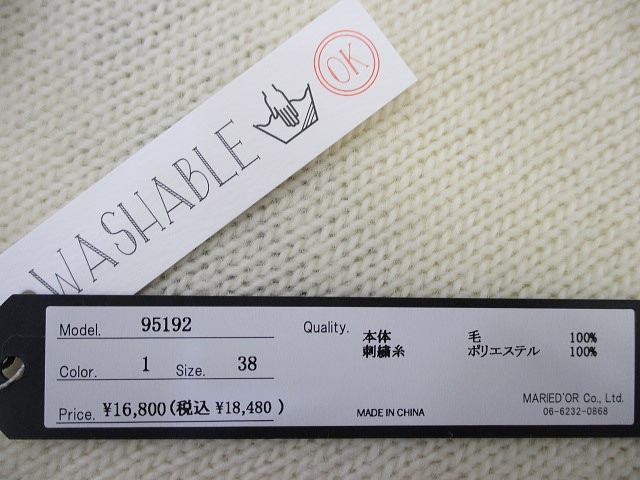 WASHABLE
OK
Model. 95192
Color. 1 Size. 38
Price. ¥16,800(税込 ¥18,480 )
Quality.
本体 毛 100%
刺繍糸 ポリエステル 100%
MADE IN CHINA
MARIED'OR Co., Ltd.
06-6232-0868